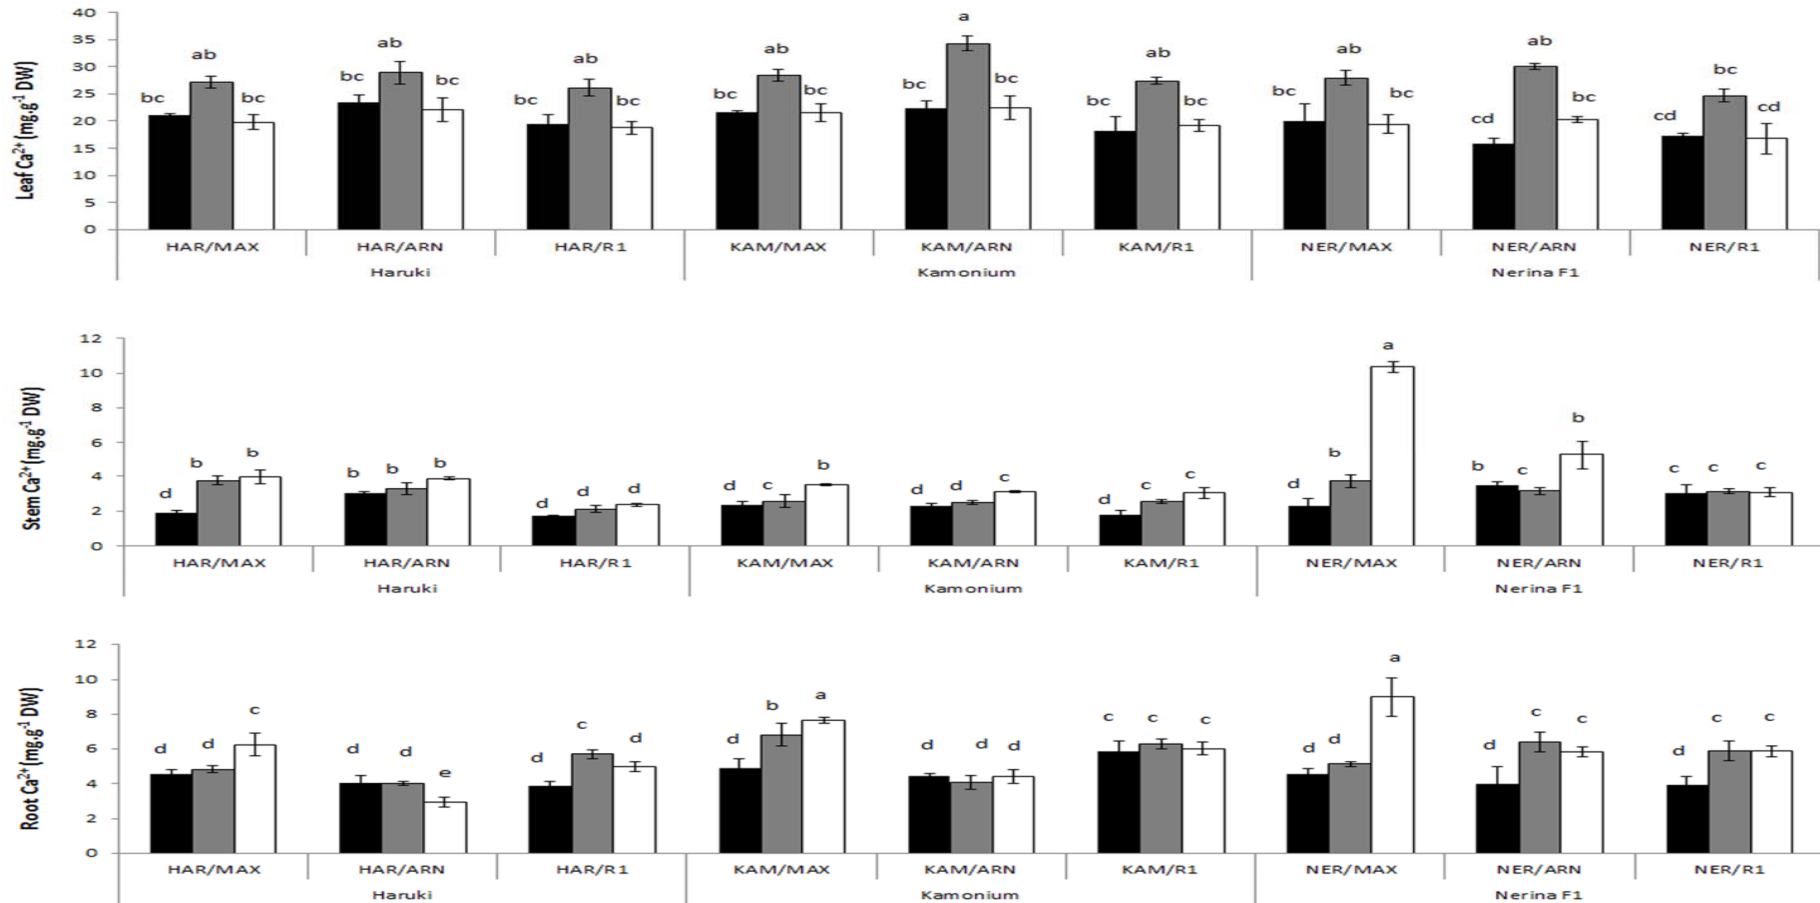 40
35
30
25
20
15
10
5
0
Leaf Ca2+ (mg.g-1 DW)
bc ab bc bc ab bc bc ab bc bc ab bc bc a bc bc ab bc bc ab bc cd ab bc cd bc cd
HAR/MAX HAR/ARN HAR/R1 KAM/MAX KAM/ARN KAM/R1 NER/MAX NER/ARN NER/R1
Haruki Kamonium Nerina F1
12
10
8
6
4
2
0
Stem Ca2+ (mg.g-1 DW)
d b b b b b d d d d c b d d c d c c d b a b c b c c c
HAR/MAX HAR/ARN HAR/R1 KAM/MAX KAM/ARN KAM/R1 NER/MAX NER/ARN NER/R1
Haruki Kamonium Nerina F1
12
10
8
6
4
2
0
Root Ca2+ (mg.g-1 DW)
d d c d d e d c d d b a d d d c c c d d a d c c d c c
HAR/MAX HAR/ARN HAR/R1 KAM/MAX KAM/ARN KAM/R1 NER/MAX NER/ARN NER/R1
Haruki Kamonium Nerina F1